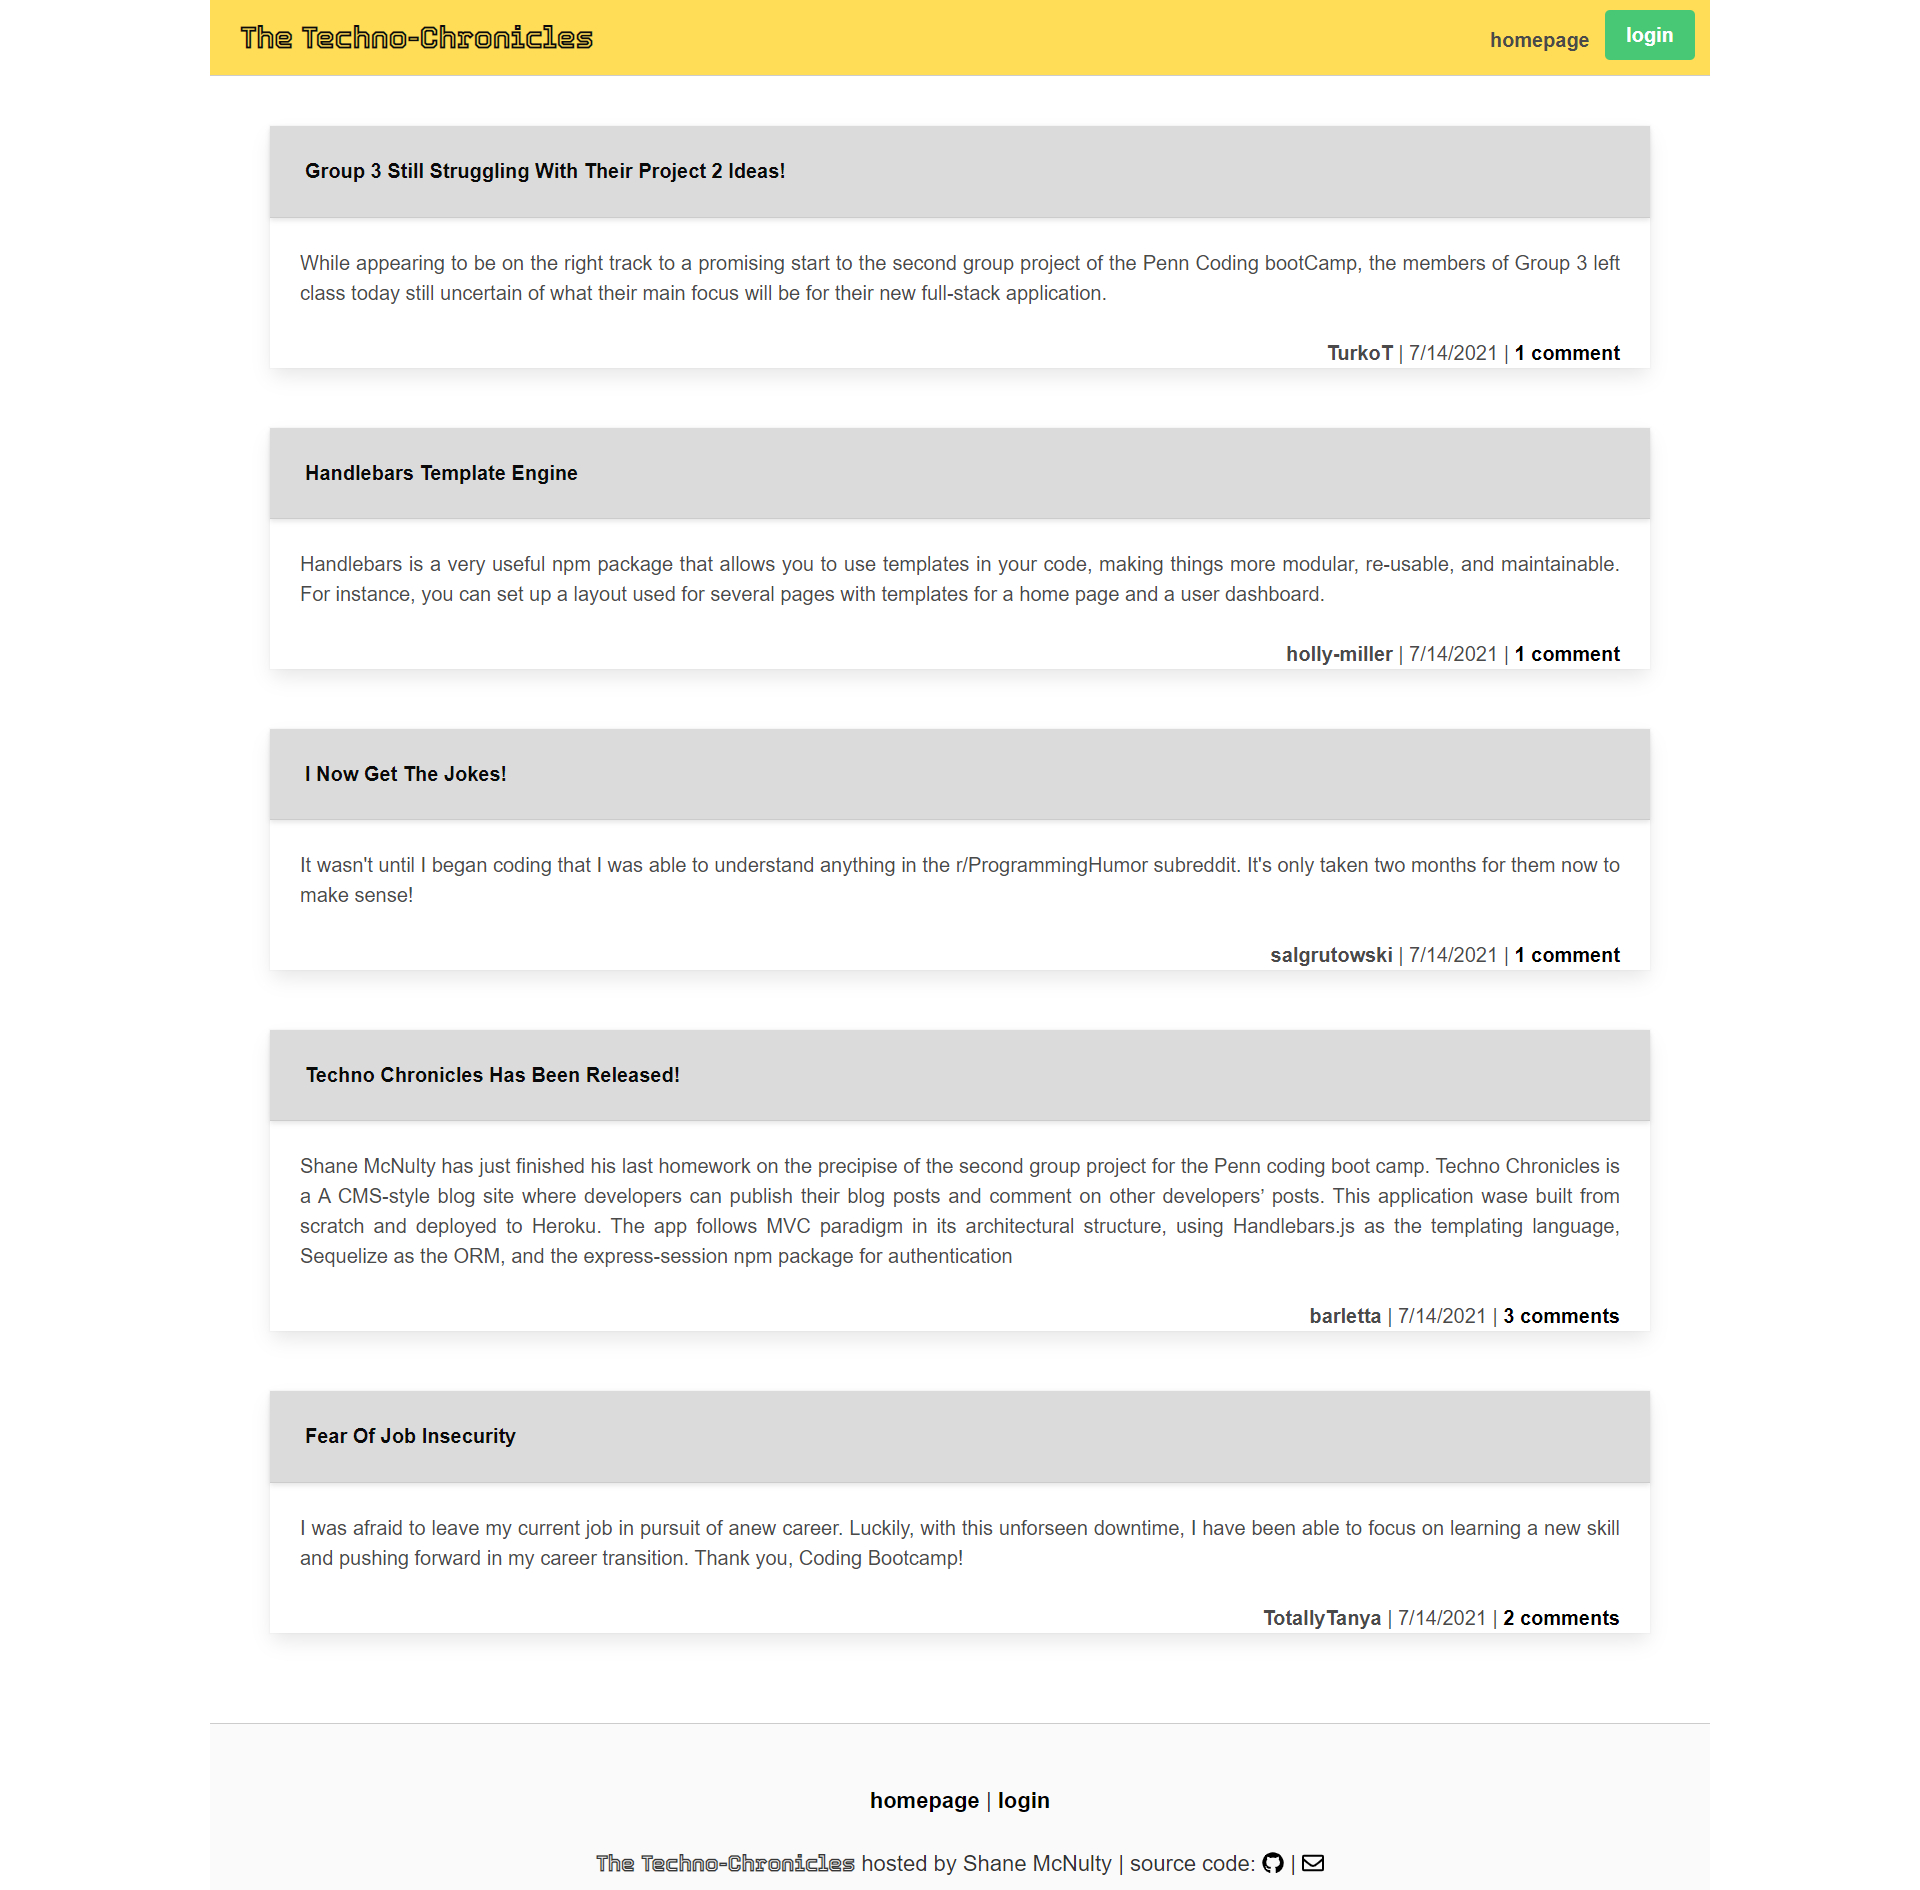 The Techno-Chronicles
homepage
login
Group 3 Still Struggling With Their Project 2 Ideas!
While appearing to be on the right track to a promising start to the second group project of the Penn Coding bootCamp, the members of Group 3 left
class today still uncertain of what their main focus will be for their new full-stack application.
TurkoT | 7/14/2021 | 1 comment
Handlebars Template Engine
Handlebars is a very useful npm package that allows you to use templates in your code, making things more modular, re-usable, and maintainable.
For instance, you can set up a layout used for several pages with templates for a home page and a user dashboard.
holly-miller | 7/14/2021 | 1 comment
I Now Get The Jokes!
It wasn't until I began coding that I was able to understand anything in the r/ProgrammingHumor subreddit. It's only taken two months for them now to
make sense!
salgrutowski | 7/14/2021 | 1 comment
Techno Chronicles Has Been Released!
Shane McNulty has just finished his last homework on the precipise of the second group project for the Penn coding boot camp. Techno Chronicles is
a A CMS-style blog site where developers can publish their blog posts and comment on other developers’ posts. This application wase built from
scratch and deployed to Heroku. The app follows MVC paradigm in its architectural structure, using Handlebars.js as the templating language,
Sequelize as the ORM, and the express-session npm package for authentication
barletta | 7/14/2021 | 3 comments
Fear Of Job Insecurity
I was afraid to leave my current job in pursuit of anew career. Luckily, with this unforseen downtime, I have been able to focus on learning a new skill
and pushing forward in my career transition. Thank you, Coding Bootcamp!
TotallyTanya | 7/14/2021 | 2 comments
homepage | login
The Techno-Chronicles hosted by Shane McNulty | source code: |